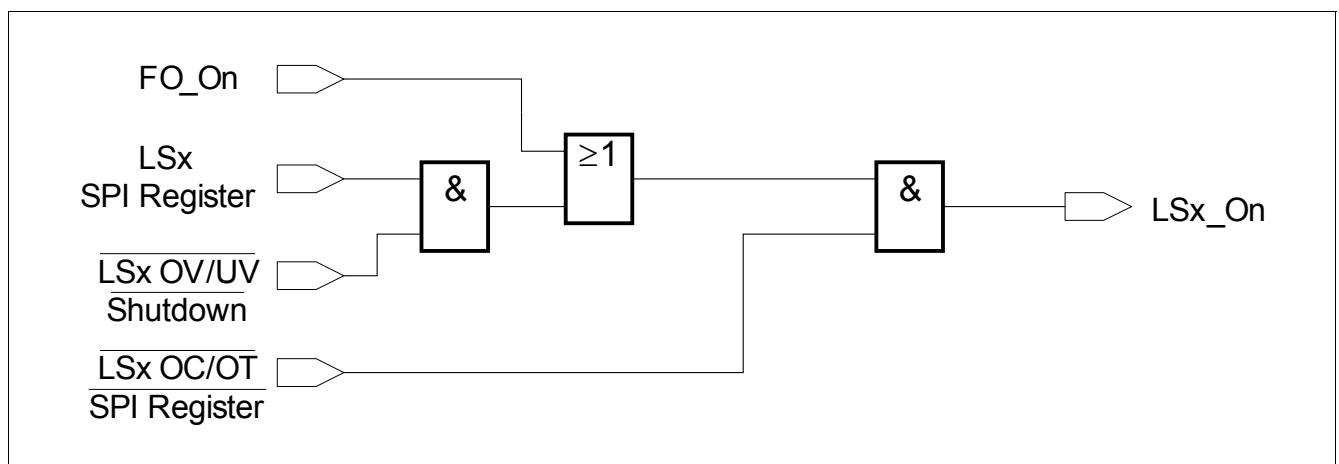 FO_On
≥1
LSx
SPI Register
&
&
LSx_On
LSx OV/UV
Shutdown
LSx OC/OT
SPI Register